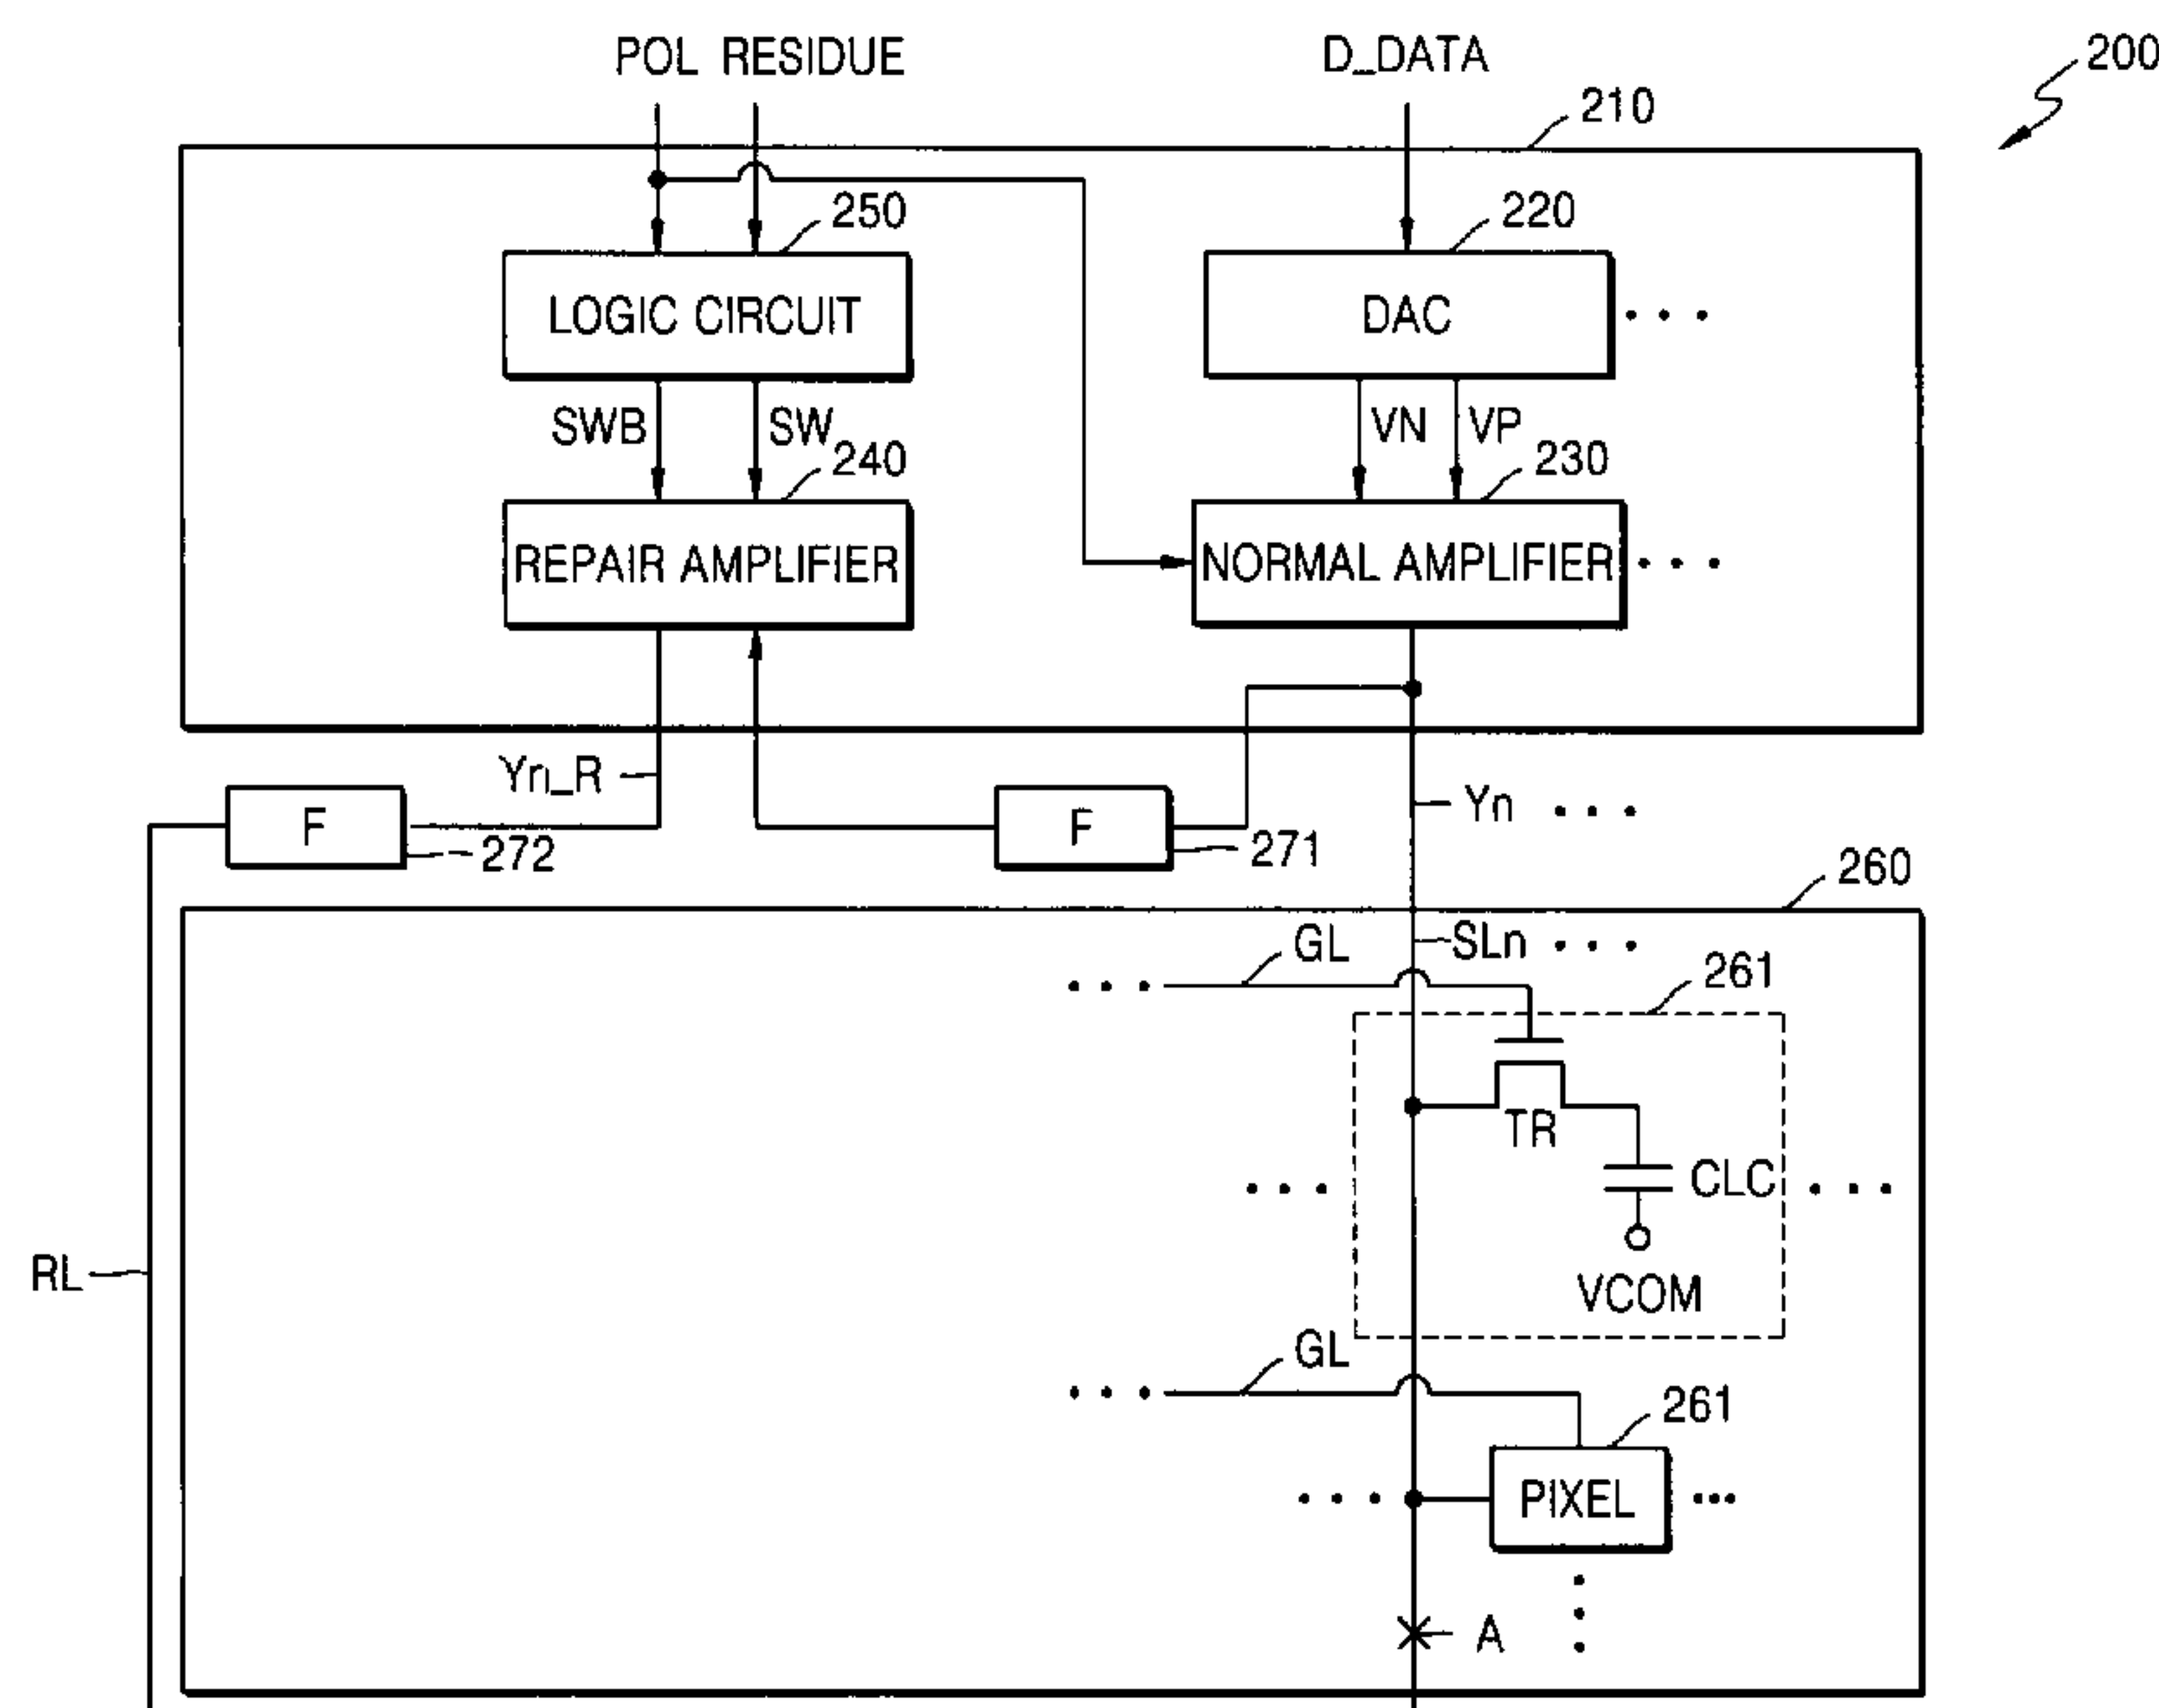 POL RESIDUE
D_DATA
200
210
250
220
LOGIC CIRCUIT
DAC
. . .
SWB
SW
VN
VP
240
230
REPAIR AMPLIFIER
NORMAL AMPLIFIER
. . .
Yn_R
Yn
. . .
F
272
F
271
260
GL
SLn
. . .
261
. . .
TR
CLC
. . .
. . .
RL
VCOM
GL
. . .
261
. . .
PIXEL
...
A